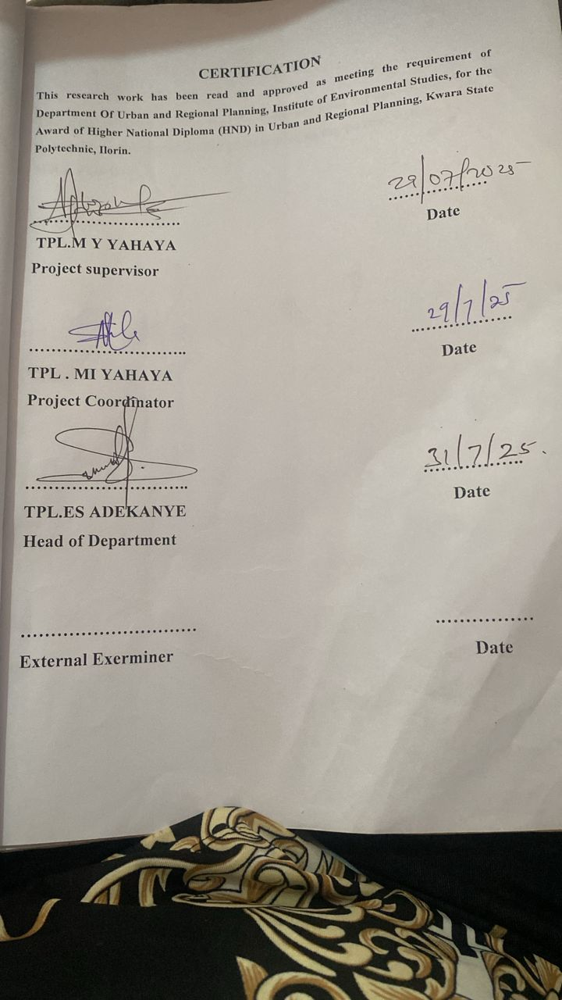 CERTIFICATION
This research work has been read and approved as meeting the requirement of
Department Of Urban and Regional Planning, Institute of Environmental Studies, for the
Award of Higher National Diploma (HND) in Urban and Regional Planning, Kwara State
Polytechnic, Ilorin.
29/07/2025
Date
TPL.M Y YAHAYA
Project supervisor
29/7/25
Date
TPL . MI YAHAYA
Project Coordinator
31/7/25.
Date
TPL.ES ADEKANYE
Head of Department
External Exerminer
Date